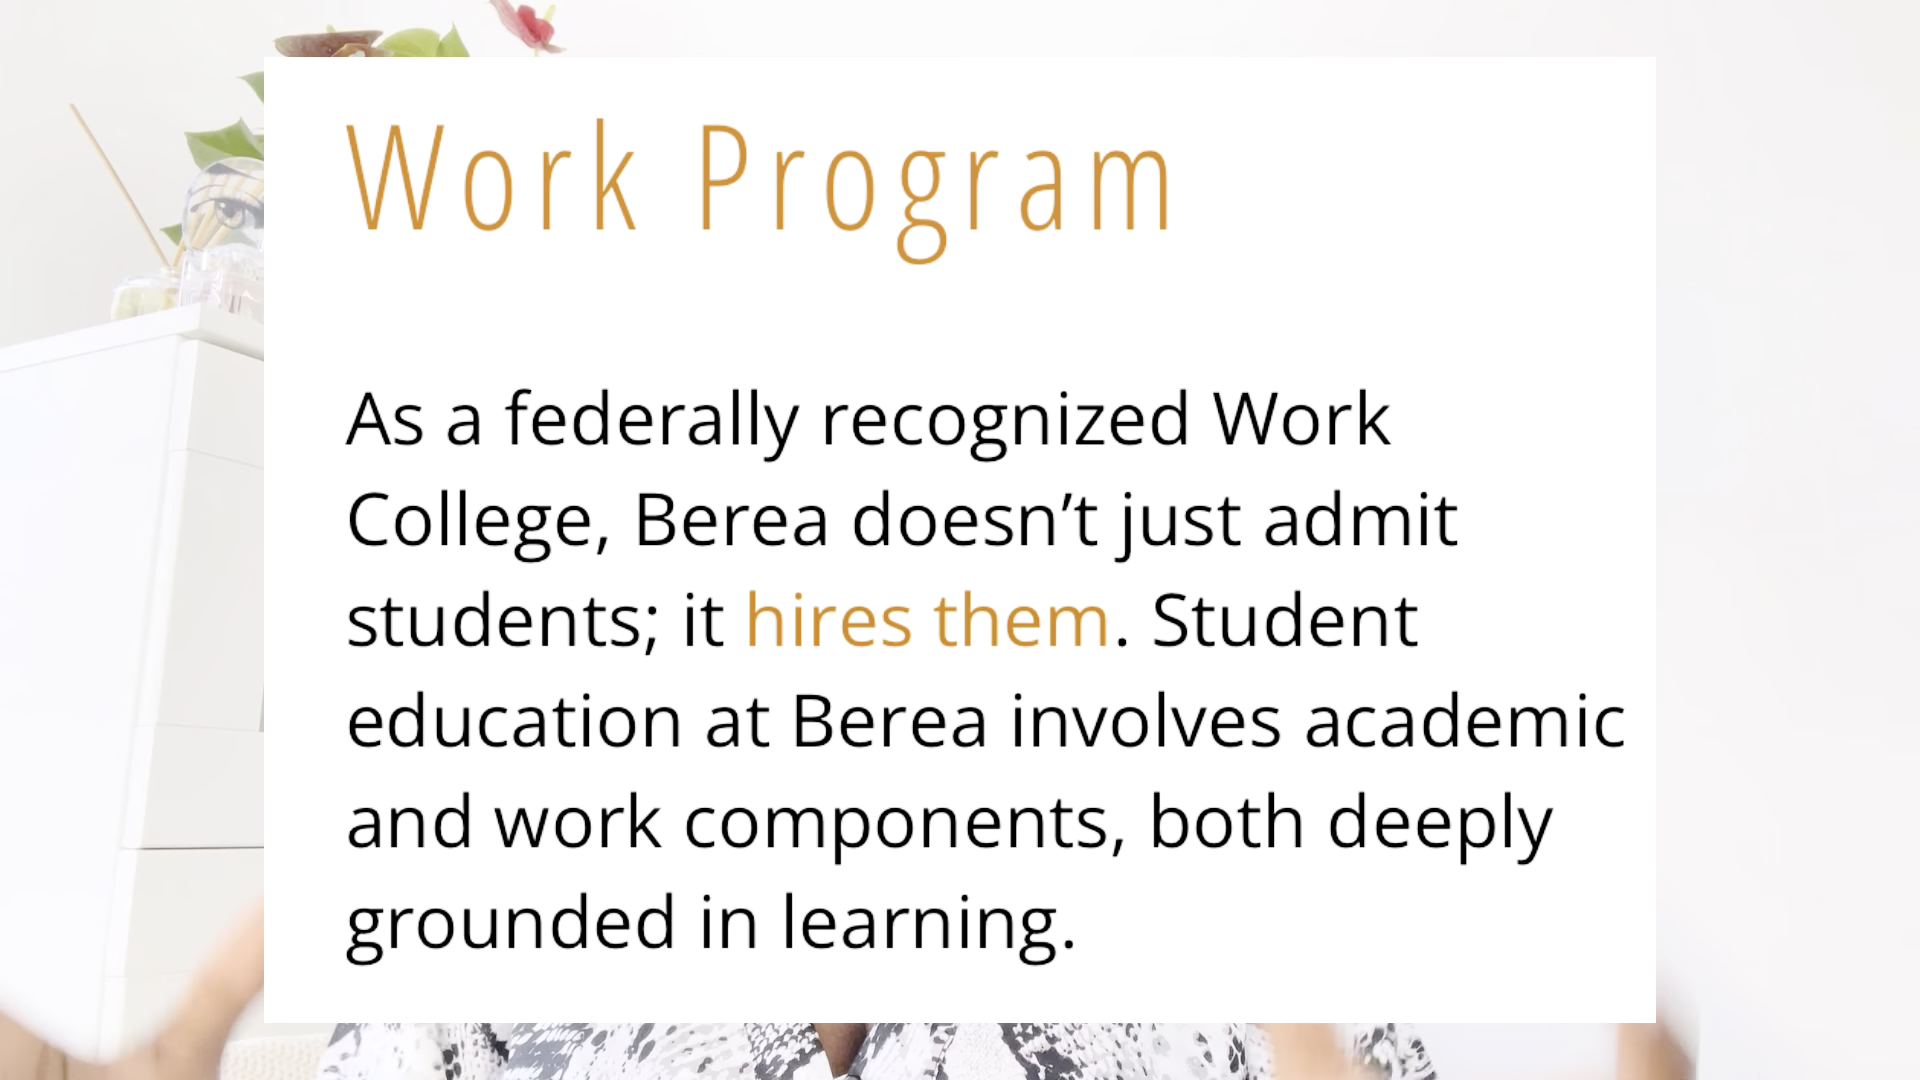 Work Program
As a federally recognized Work
College, Berea doesn’t just admit
students; it hires them. Student
education at Berea involves academic
and work components, both deeply
grounded in learning.